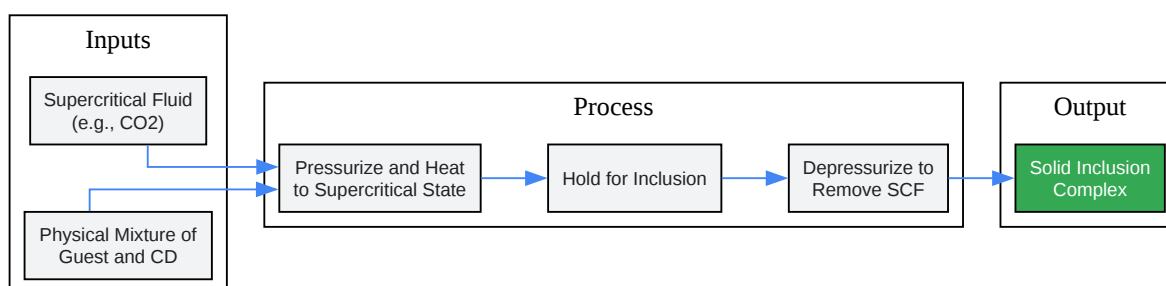 Inputs
Supercritical Fluid
(e.g., CO2)
Physical Mixture of
Guest and CD
Process
Pressurize and Heat
to Supercritical State
Hold for Inclusion
Depressurize to
Remove SCF
Output
Solid Inclusion
Complex